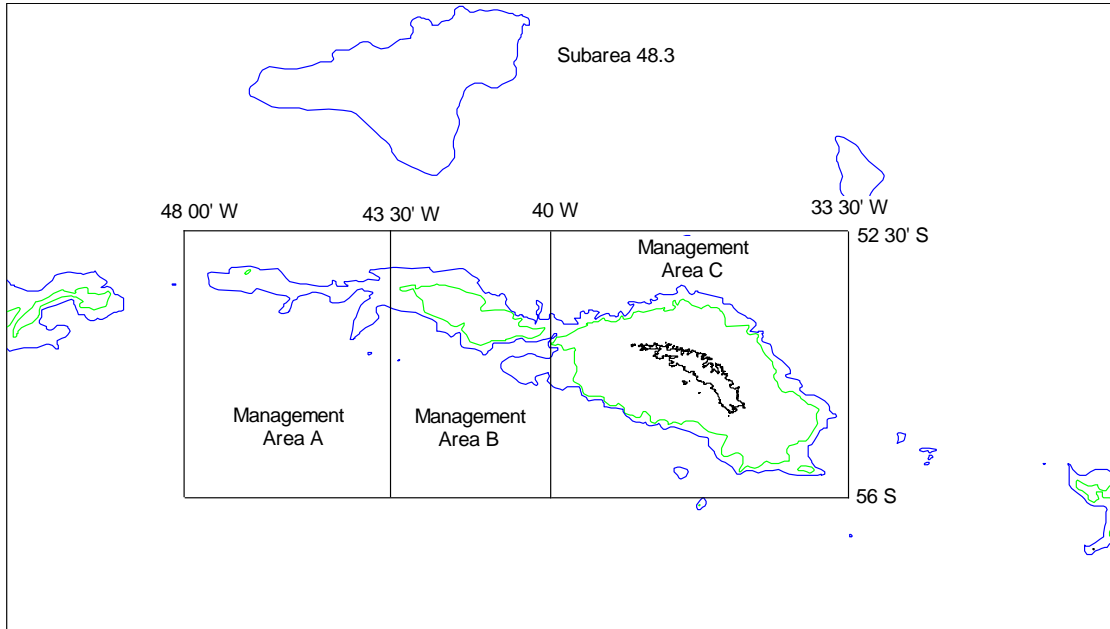 Subarea 48.3
48 00' W
43 30' W
40 W
33 30' W
52 30' S
Management
Area C
Management
Area A
Management
Area B
56 S